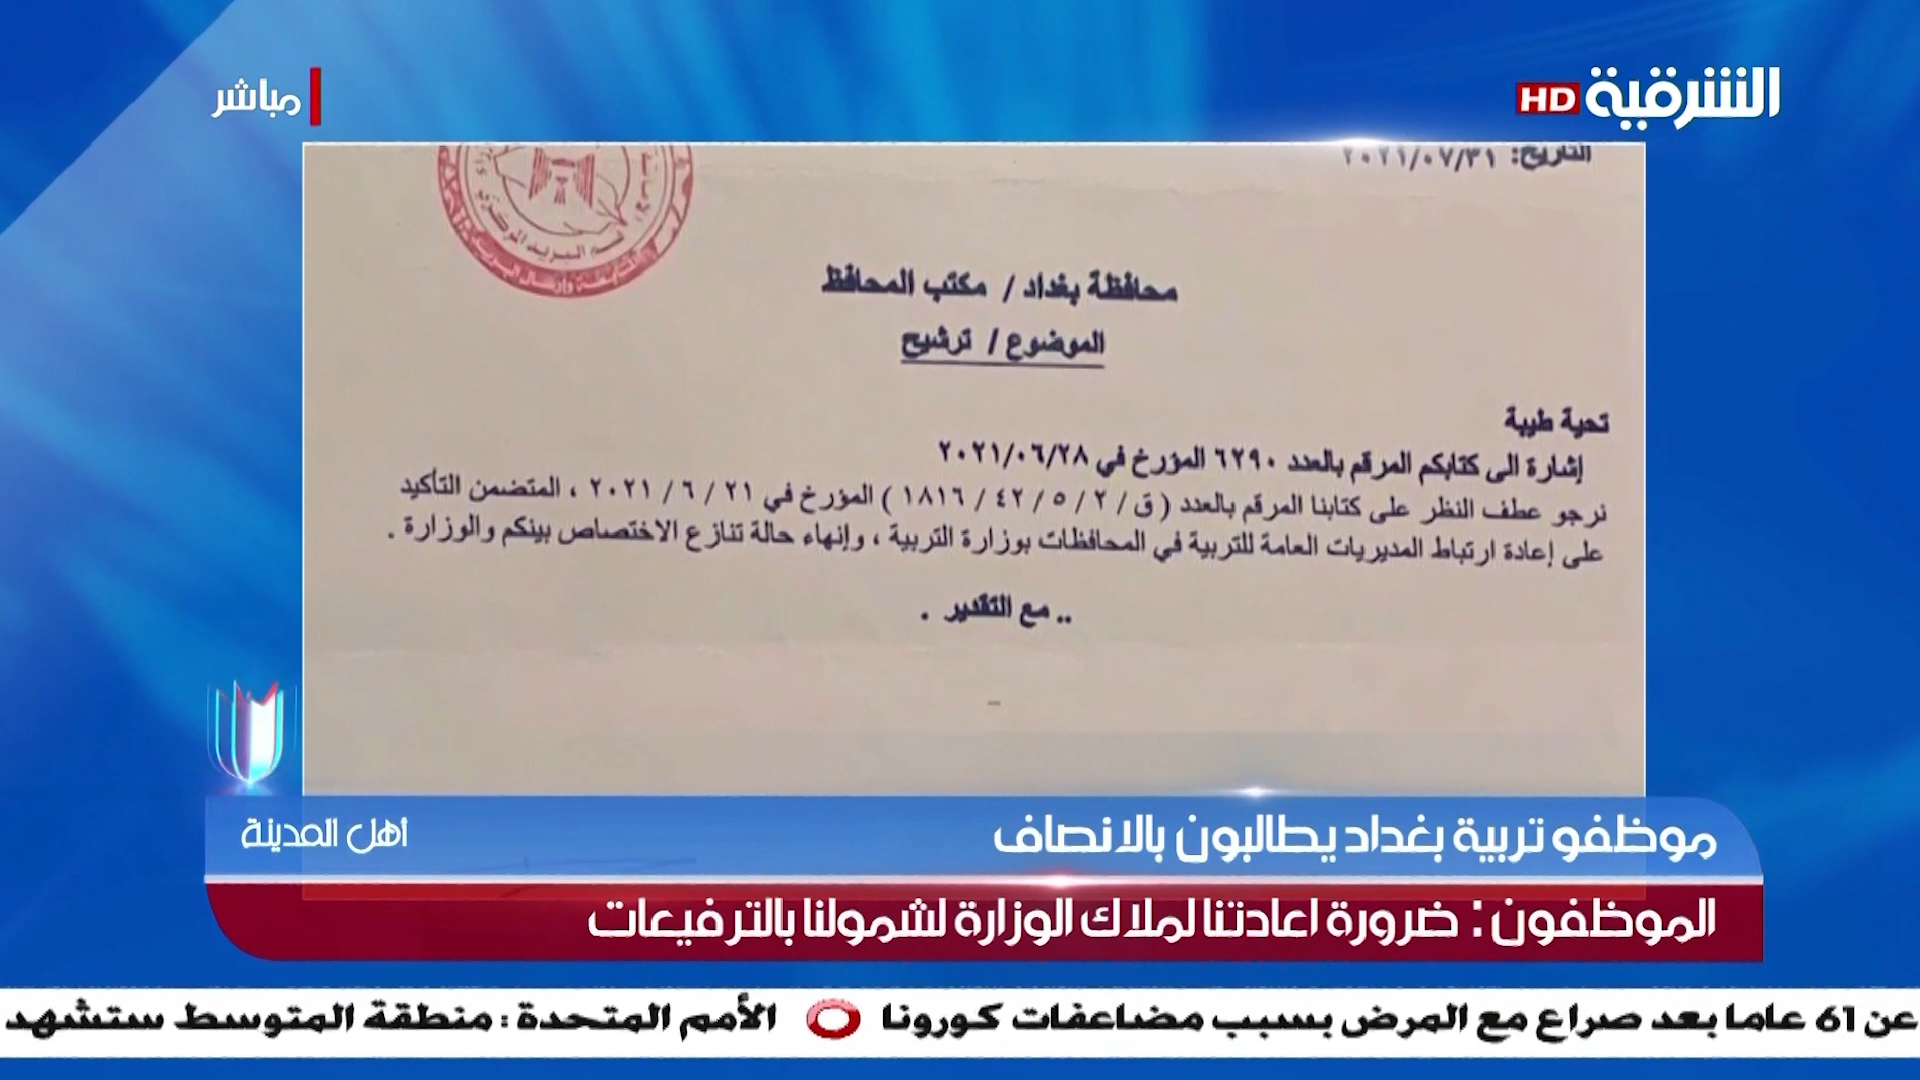 مباشر
الشرقية HD
التاريخ: ٢٠٢١/٠٧/٣١
قسم البريد المركزي
محافظة بغداد / مكتب المحافظ
الموضوع / ترشيح
تحية طيبة
إشارة الى كتابكم المرقم بالعدد ٦٢٩٠ المؤرخ في ٢٠٢١/٠٦/٢٨
نرجو عطف النظر على كتابنا المرقم بالعدد ( ق / ٢ / ٥ / ٤٢ / ١٨١٦ ) المؤرخ في ٢١ / ٦ / ٢٠٢١ ، المتضمن التأكيد
على إعادة ارتباط المديريات العامة للتربية في المحافظات بوزارة التربية ، وإنهاء حالة تنازع الاختصاص بينكم والوزارة .
.. مع التقدير .
موظفو تربية بغداد يطالبون بالانصاف
أهل المدينة
الموظفون : ضرورة اعادتنا لملاك الوزارة لشمولنا بالترفيعات
عن 61 عاما بعد صراع مع المرض بسبب مضاعفات كورونا
الأمم المتحدة : منطقة المتوسط ستشهد